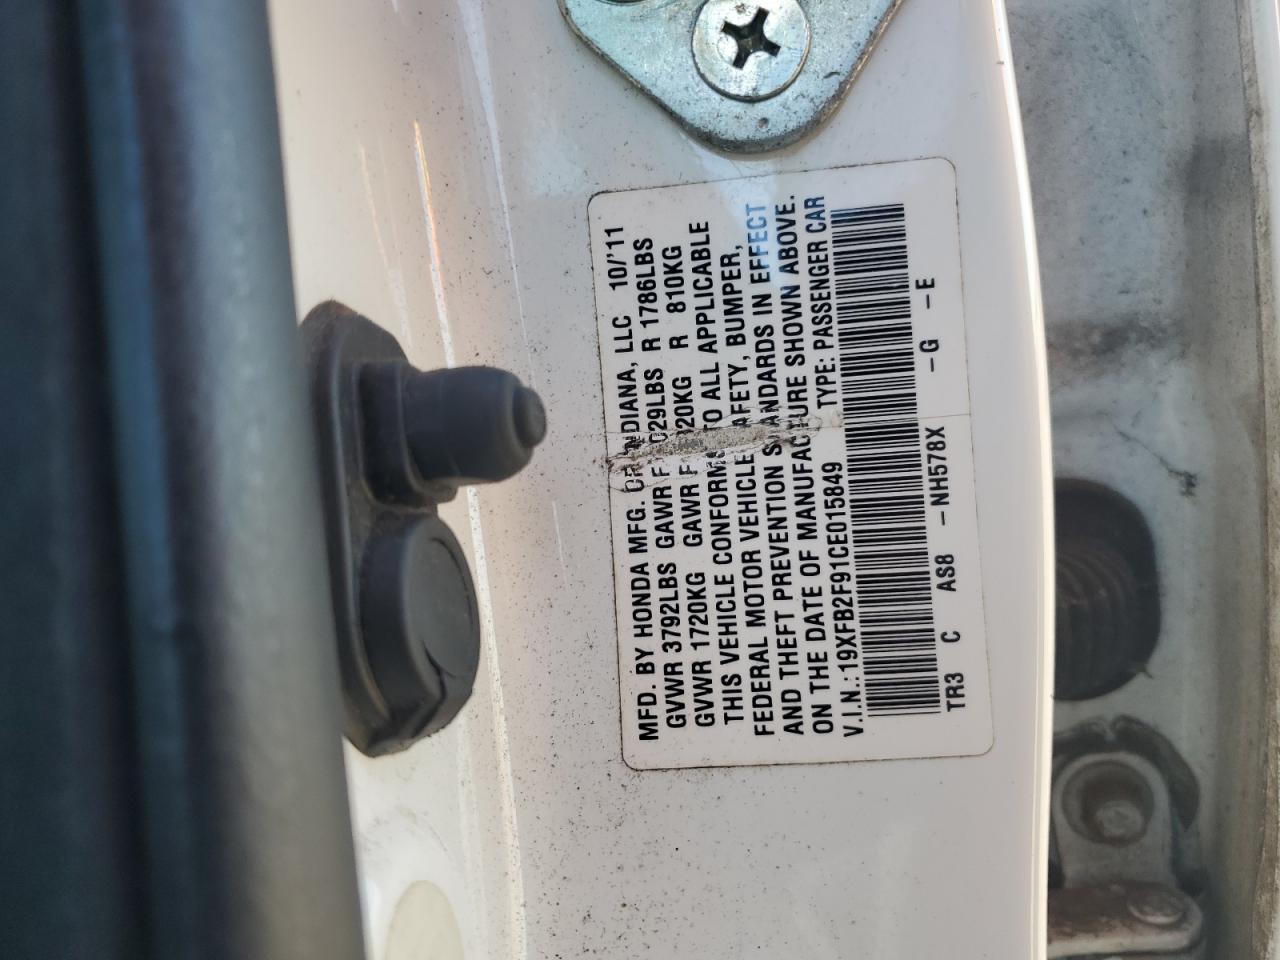 MFD. BY HONDA MFG. OF INDIANA, LLC 10/'11
GVWR 3792LBS GAWR F 029LBS R 1786LBS
GVWR 1720KG GAWR F 20KG R 810KG
THIS VEHICLE CONFORMS TO ALL APPLICABLE
FEDERAL MOTOR VEHICLE SAFETY, BUMPER,
AND THEFT PREVENTION STANDARDS IN EFFECT
ON THE DATE OF MANUFACTURE SHOWN ABOVE.
V.I.N.: 19XFB2F91CE015849 TYPE: PASSENGER CAR
TR3 C AS8 - NH578X - G - E